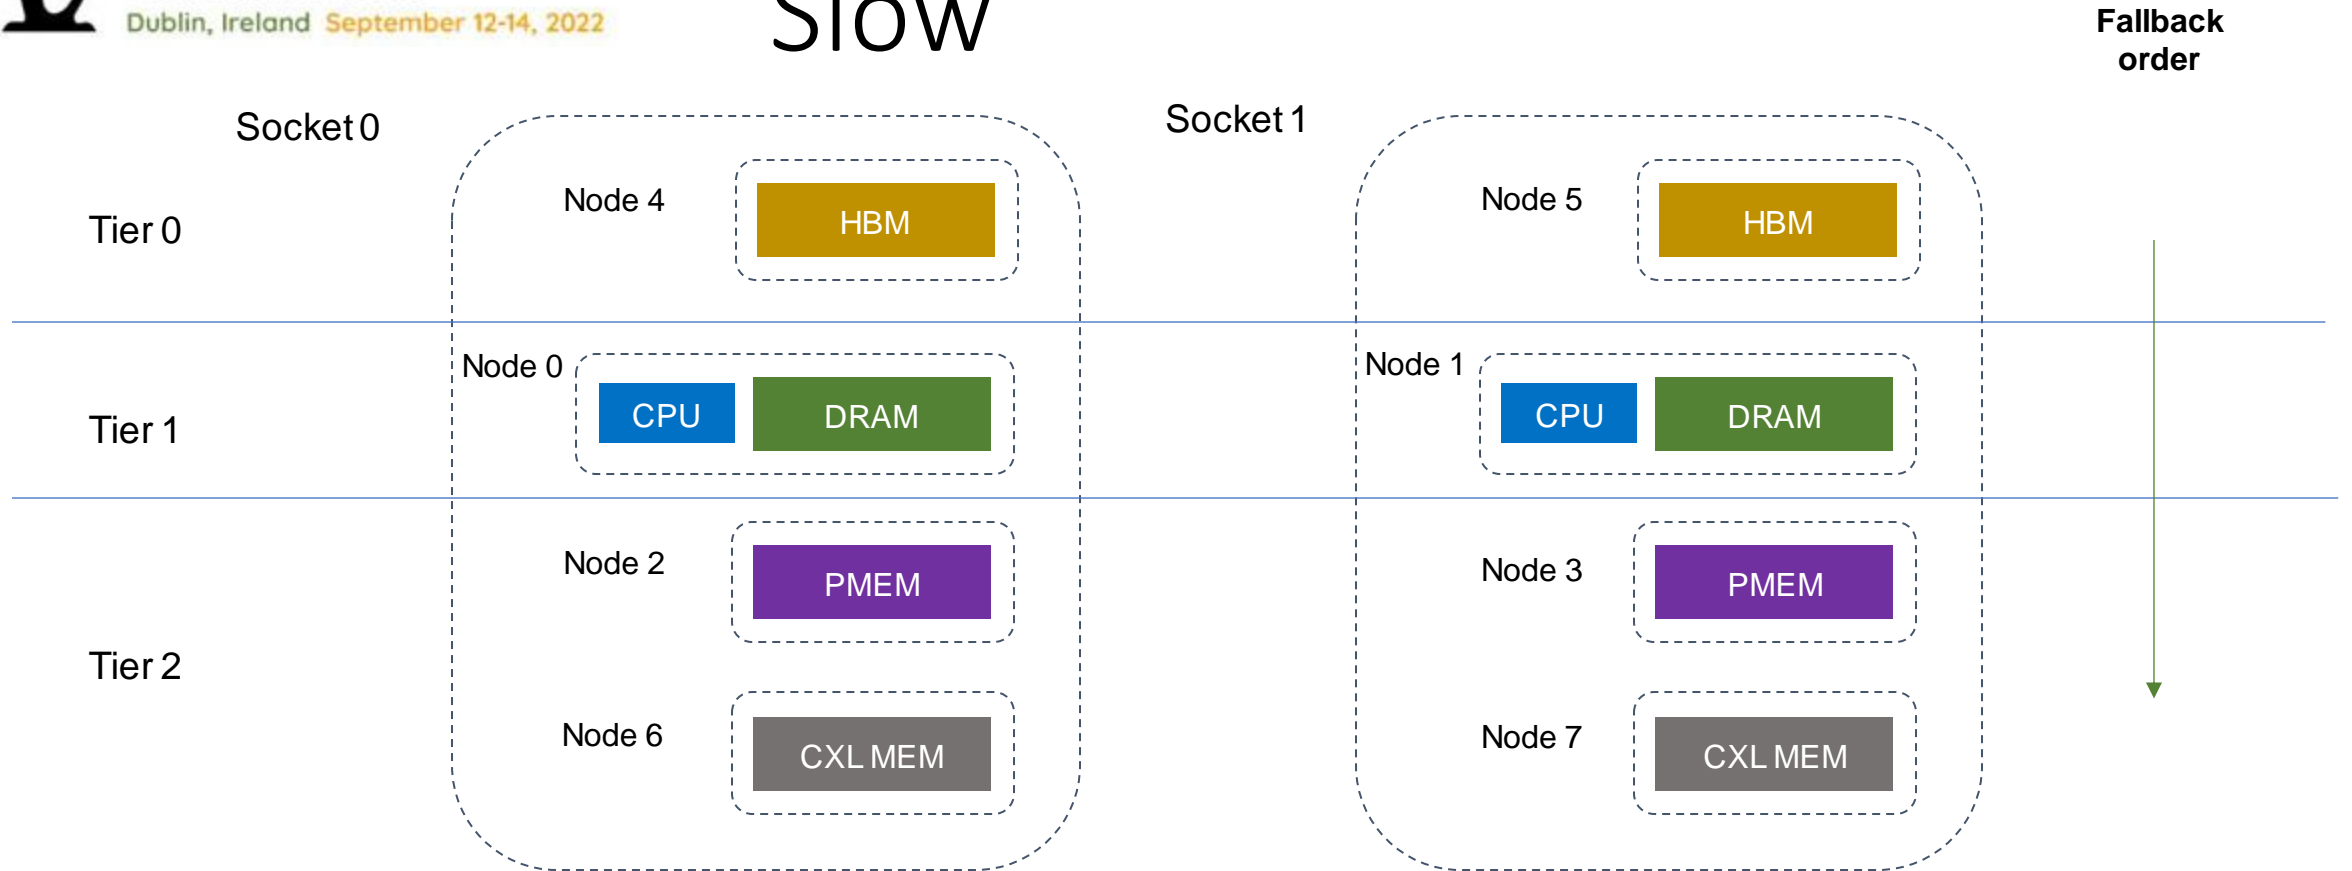 Dublin, Ireland September 12-14, 2022
Slow
Fallback
order
Socket 0
Socket 1
Tier 0
Node 4
HBM
Node 5
HBM
Node 0
CPU
DRAM
Node 1
CPU
DRAM
Tier 1
Node 2
PMEM
Node 3
PMEM
Tier 2
Node 6
CXL MEM
Node 7
CXL MEM